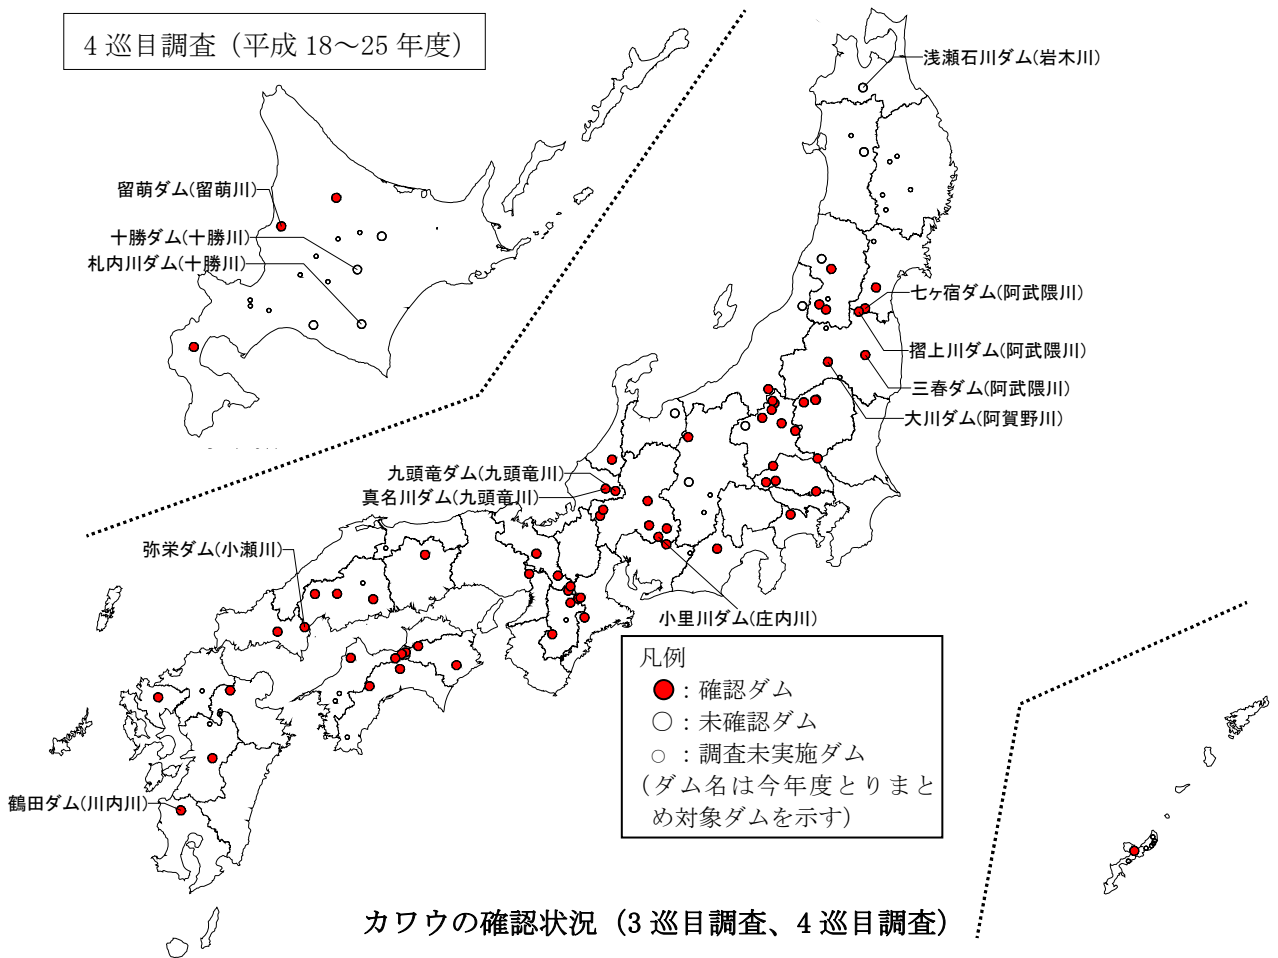 4巡目調査（平成 18～25 年度）
浅瀬石川ダム(岩木川)
留萌ダム(留萌川)
十勝ダム(十勝川)
札内川ダム(十勝川)
七ヶ宿ダム(阿武隈川)
摺上川ダム(阿武隈川)
三春ダム(阿武隈川)
大川ダム(阿賀野川)
九頭竜ダム(九頭竜川)
真名川ダム(九頭竜川)
弥栄ダム(小瀬川)
小里川ダム(庄内川)
鶴田ダム(川内川)
凡例
：確認ダム
：未確認ダム
：調査未実施ダム
（ダム名は今年度とりまと
め対象ダムを示す）
カワウの確認状況（3 巡目調査、4 巡目調査）